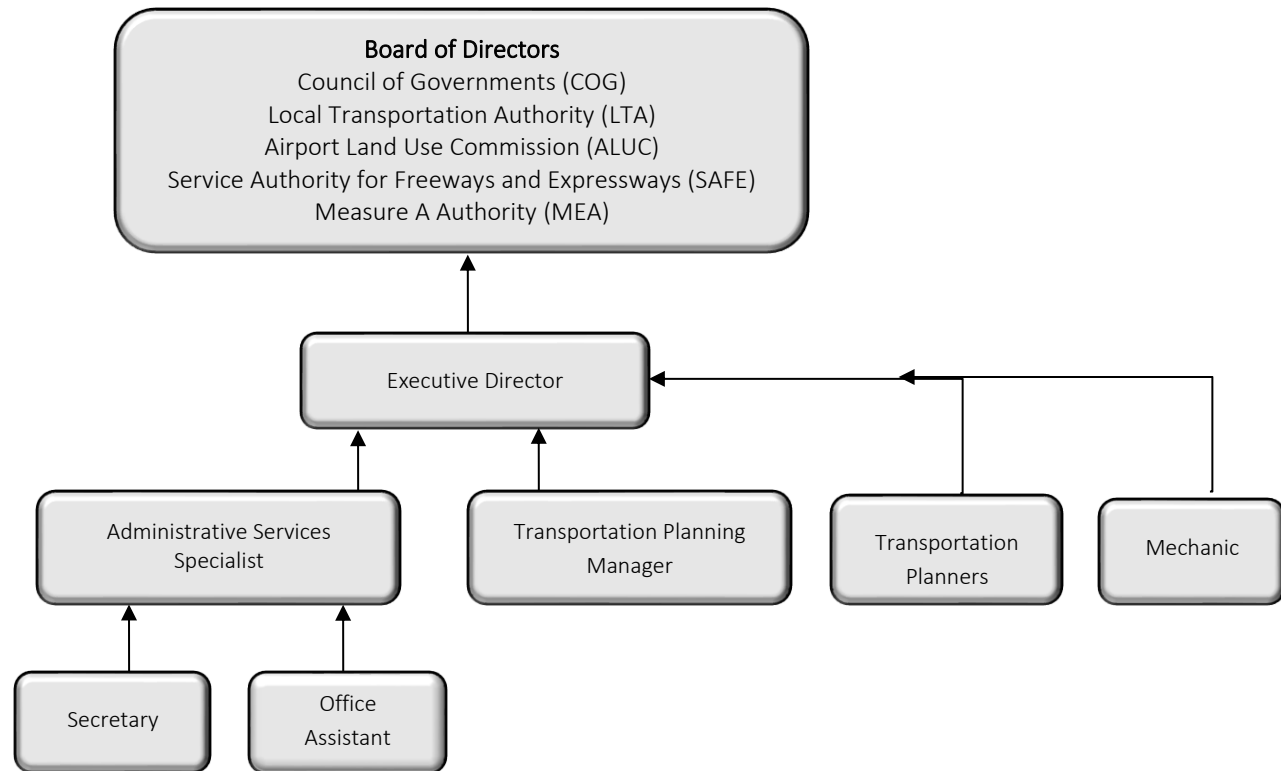 Board of Directors
Council of Governments (COG)
Local Transportation Authority (LTA)
Airport Land Use Commission (ALUC)
Service Authority for Freeways and Expressways (SAFE)
Measure A Authority (MEA)
Executive Director
Administrative Services
Specialist
Transportation Planning
Manager
Transportation
Planners
Mechanic
Secretary
Office
Assistant